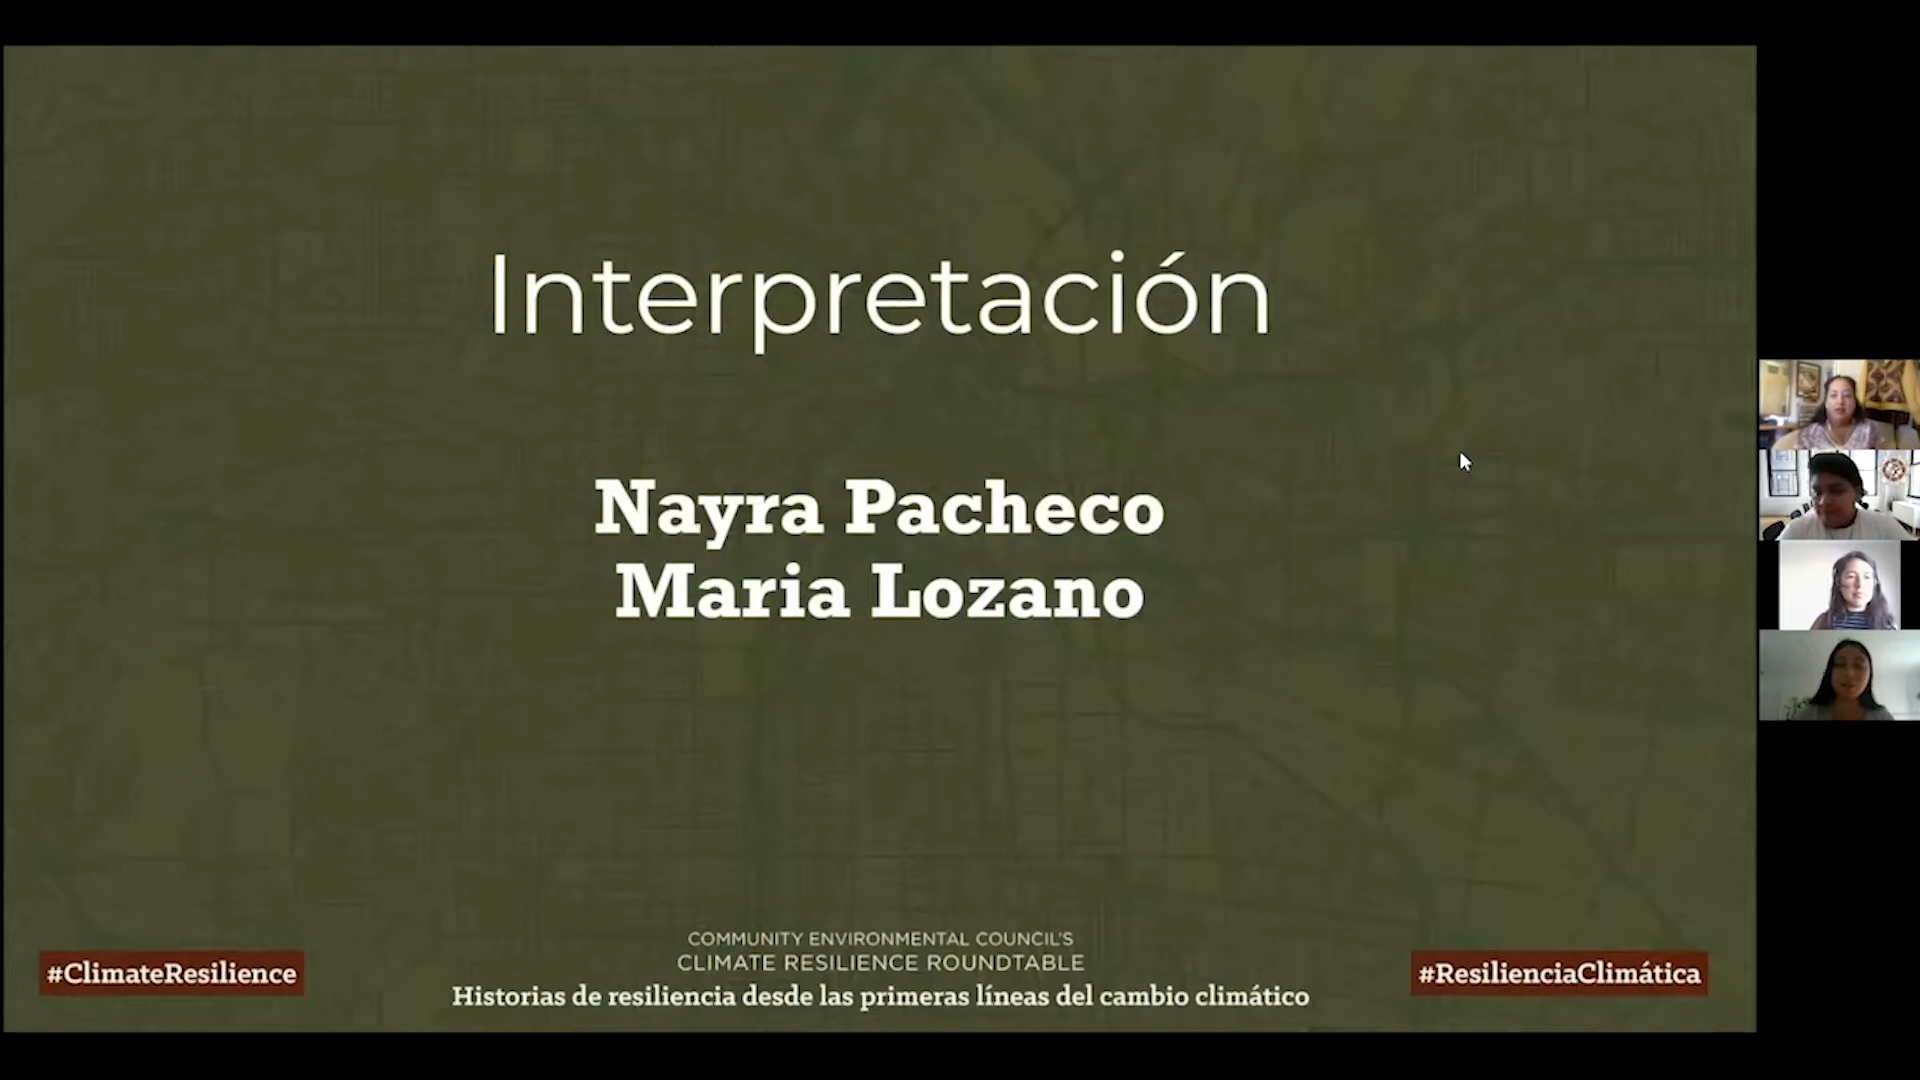 Interpretación
Nayra Pacheco
Maria Lozano
COMMUNITY ENVIRONMENTAL COUNCIL'S
CLIMATE RESILIENCE ROUNDTABLE
Historias de resiliencia desde las primeras líneas del cambio climático
#ClimateResilience
#ResilienciaClimática